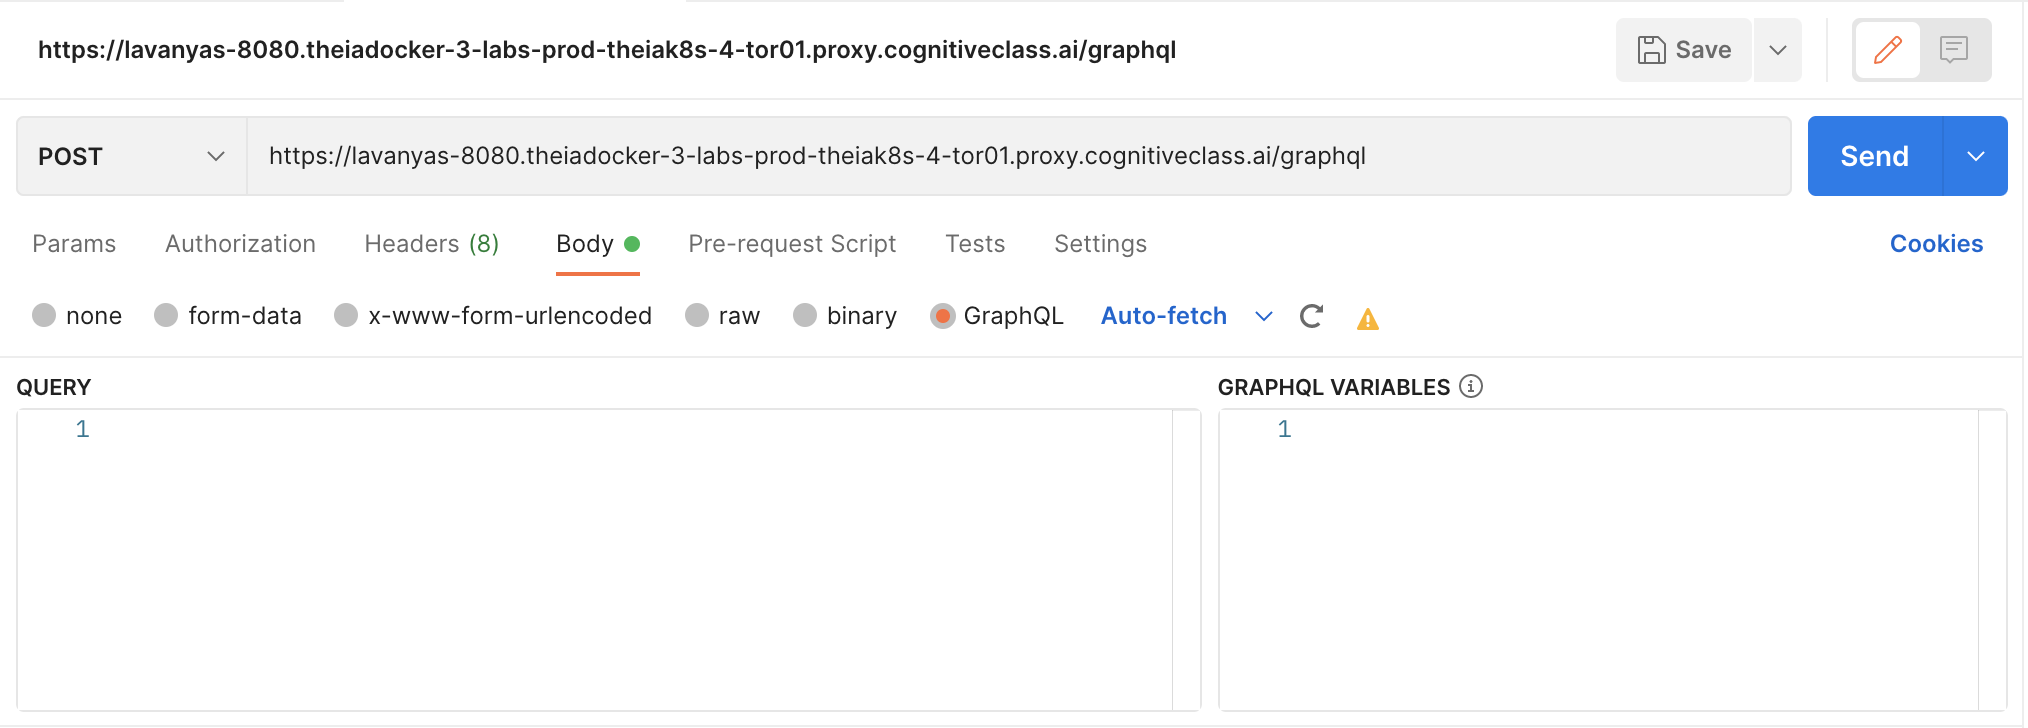 https://lavanyas-8080.theiadocker-3-labs-prod-theiak8s-4-tor01.proxy.cognitiveclass.ai/graphql Save
POST https://lavanyas-8080.theiadocker-3-labs-prod-theiak8s-4-tor01.proxy.cognitiveclass.ai/graphql Send
Params Authorization Headers (8) Body Pre-request Script Tests Settings Cookies
none form-data x-www-form-urlencoded raw binary GraphQL Auto-fetch
QUERY GRAPHQL VARIABLES
1 1